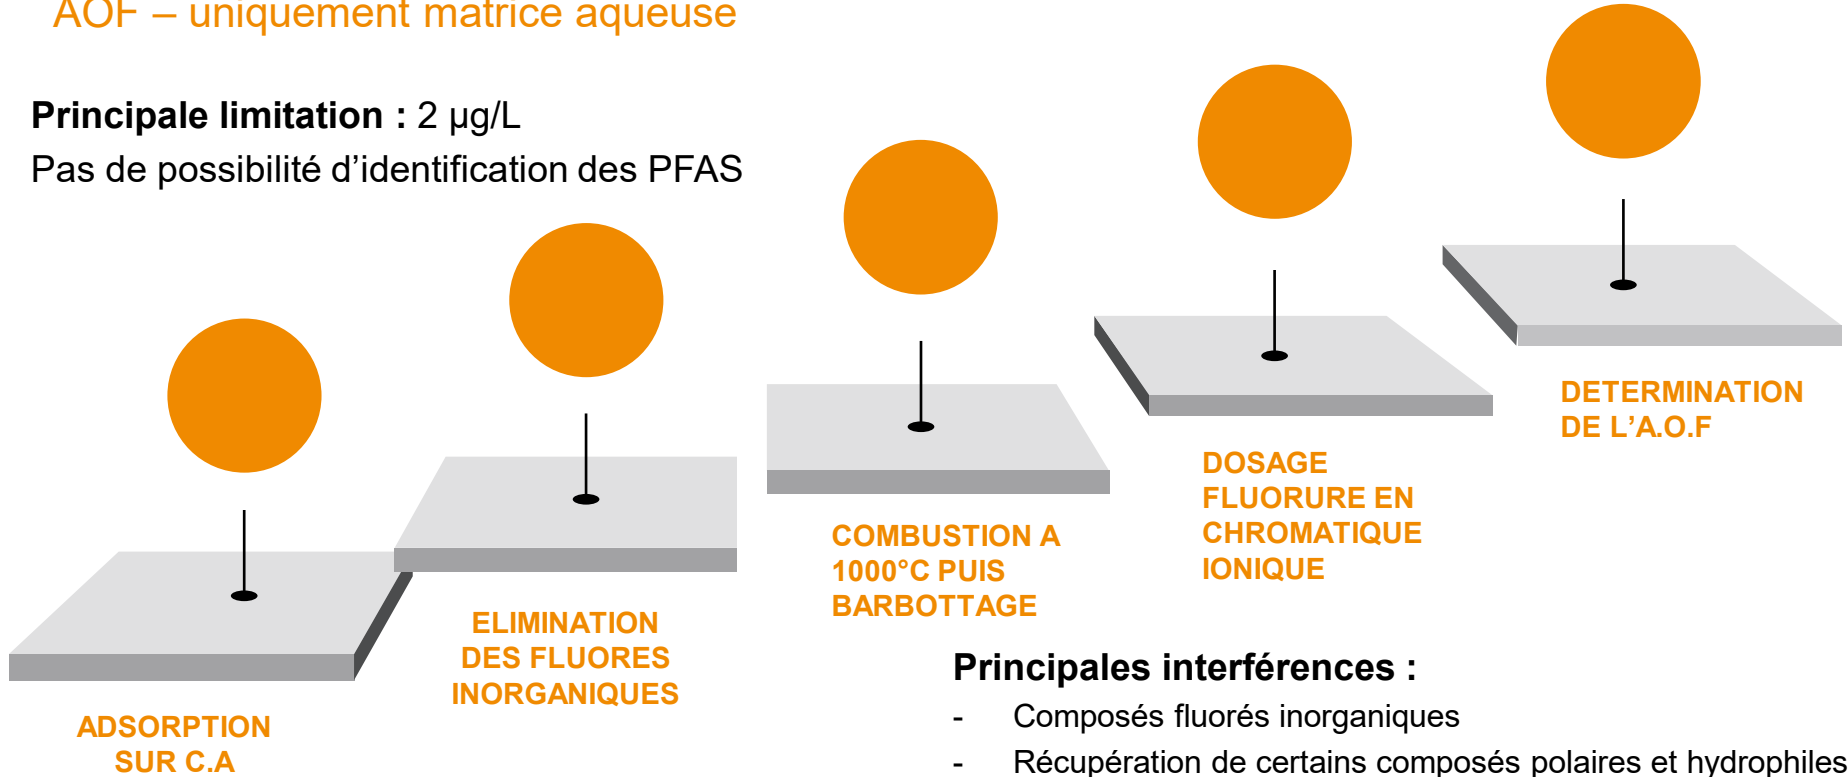 AOF – uniquement matrice aqueuse
Principale limitation : 2 µg/L
Pas de possibilité d'identification des PFAS
ADSORPTION
SUR C.A
ELIMINATION
DES FLUORES
INORGANIQUES
COMBUSTION A
1000°C PUIS
BARBOTTAGE
DOSAGE
FLUORURE EN
CHROMATIQUE
IONIQUE
DETERMINATION
DE L'A.O.F
Principales interférences :
- Composés fluorés inorganiques
- Récupération de certains composés polaires et hydrophiles